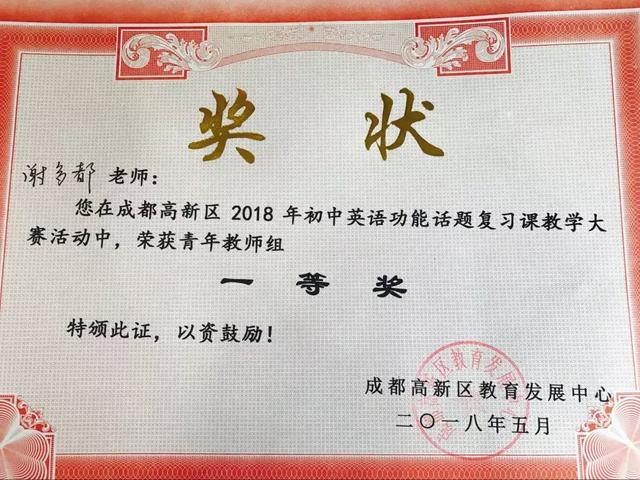 奖状
谢多都 老师：
您在成都高新区 2018 年初中英语功能话题复习课教学大
赛活动中，荣获青年教师组
一等奖
特颁此证，以资鼓励！
成都高新区教育发展中心
二〇一八年五月